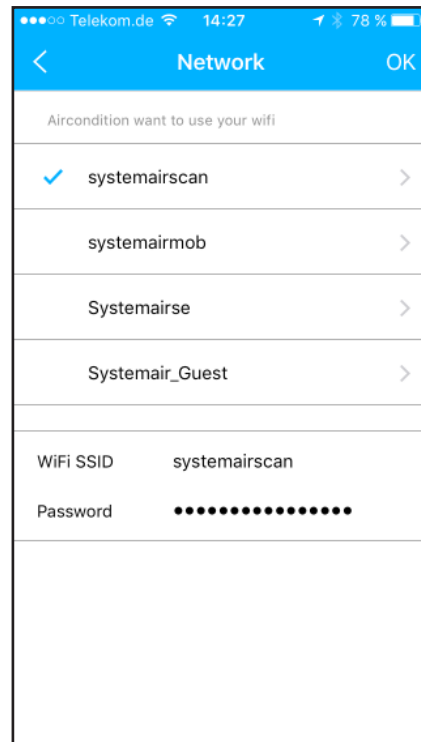 Telekom.de 14:27 78 %
Network OK
Aircondition want to use your wifi
systemairscan
systemairmob
Systemairse
Systemair_Guest
WiFi SSID systemairscan
Password ••••••••••••••••